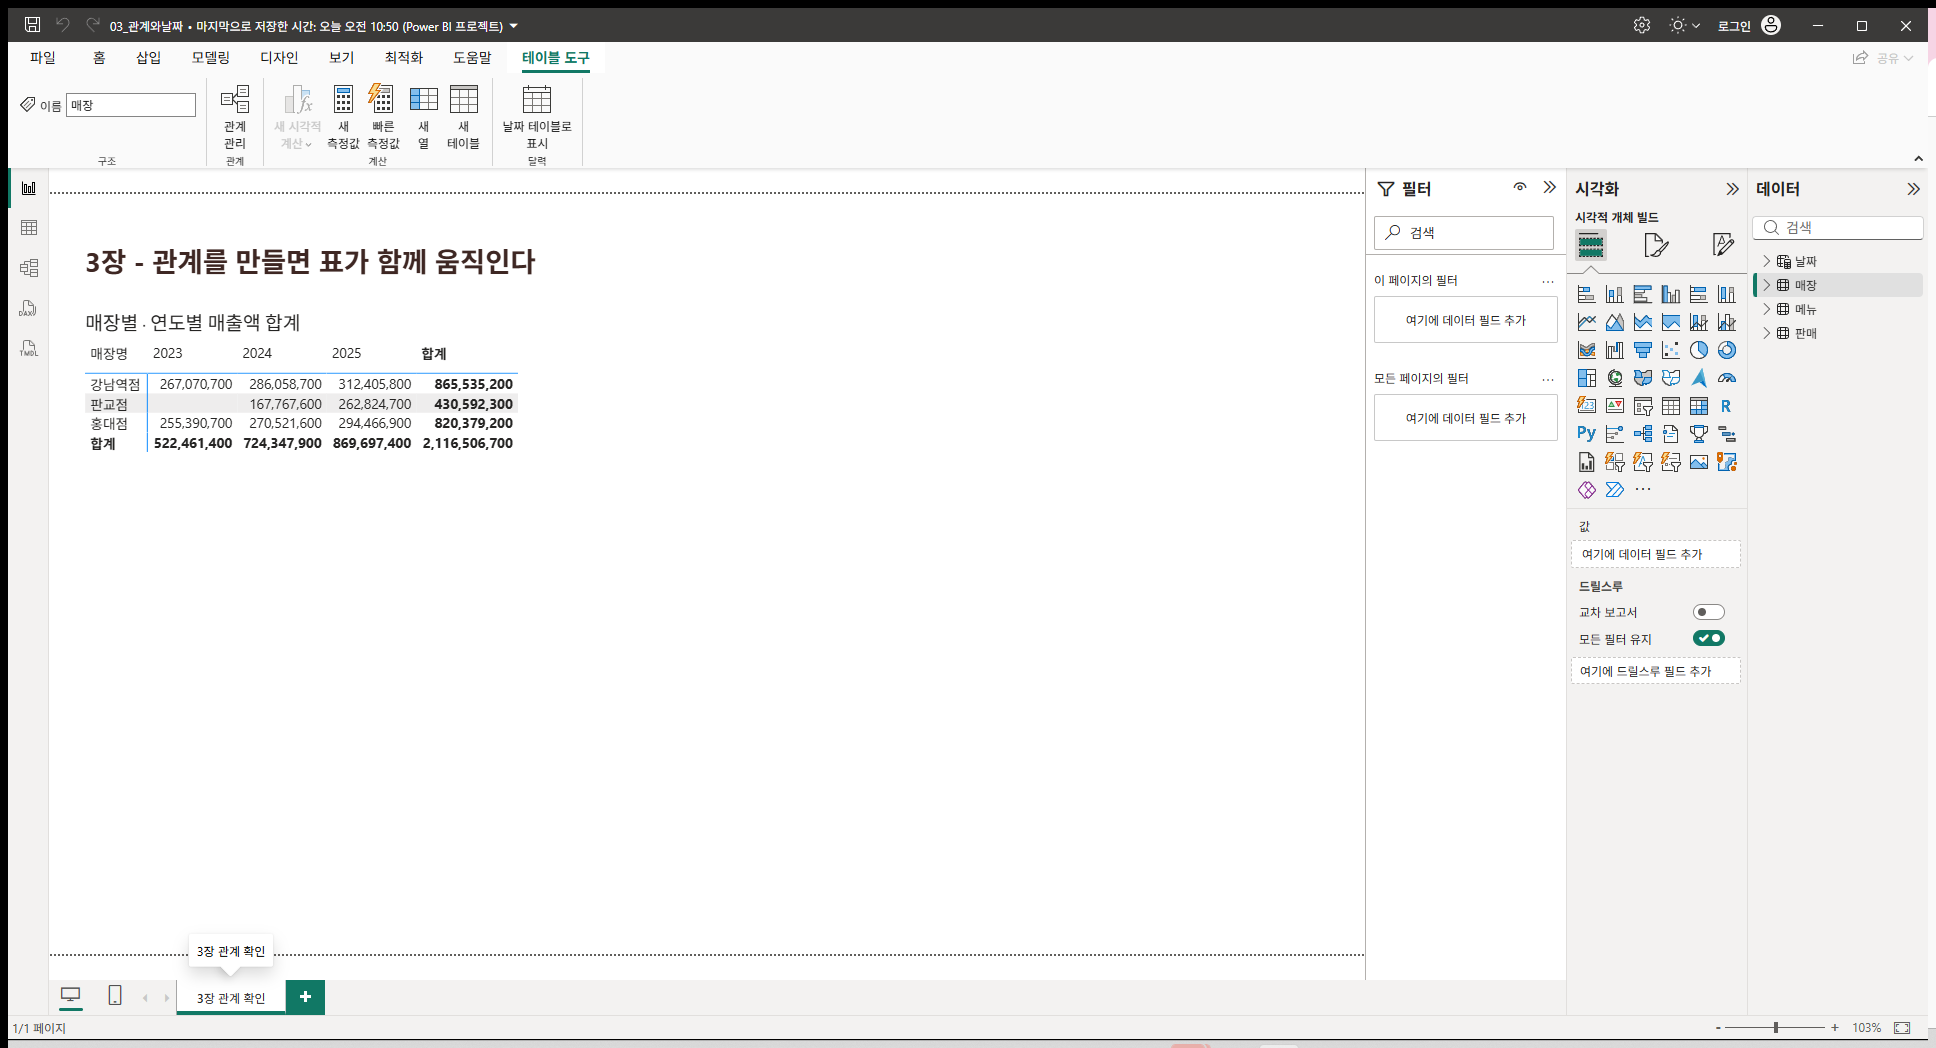 03_관계와날짜 • 마지막으로 저장한 시간: 오늘 오전 10:50 (Power BI 프로젝트)
로그인
파일 홈 삽입 모델링 디자인 보기 최적화 도움말 테이블 도구
공유
이름 매장
구조
관계
관리
관계
새 시각적
계산
새
측정값
빠른
측정값
새
열
새
테이블
계산
날짜 테이블로
표시
달력
DAX
TMDL
3장 - 관계를 만들면 표가 함께 움직인다
매장별 · 연도별 매출액 합계
매장명 2023 2024 2025 합계
강남역점 267,070,700 286,058,700 312,405,800 865,535,200
판교점 167,767,600 262,824,700 430,592,300
홍대점 255,390,700 270,521,600 294,466,900 820,379,200
합계 522,461,400 724,347,900 869,697,400 2,116,506,700
필터
검색
이 페이지의 필터
여기에 데이터 필드 추가
모든 페이지의 필터
여기에 데이터 필드 추가
시각화
시각적 개체 빌드
123
R
Py
값
여기에 데이터 필드 추가
드릴스루
교차 보고서
모든 필터 유지
여기에 드릴스루 필드 추가
데이터
검색
날짜
매장
메뉴
판매
3장 관계 확인
3장 관계 확인
1/1 페이지
103%